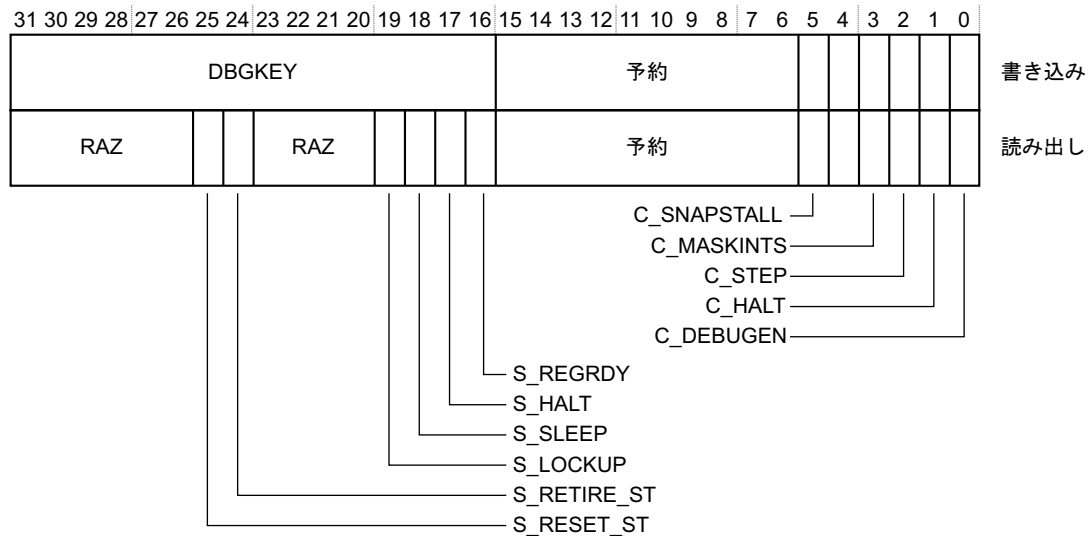 31 30 29 28 27 26 25 24 23 22 21 20 19 18 17 16 15 14 13 12 11 10 9 8 7 6 5 4 3 2 1 0
DBGKEY 予約 書き込み
RAZ RAZ 予約 読み出し
C_SNAPSTALL
C_MASKINTS
C_STEP
C_HALT
C_DEBUGEN
S_REGRDY
S_HALT
S_SLEEP
S_LOCKUP
S_RETIRE_ST
S_RESET_ST